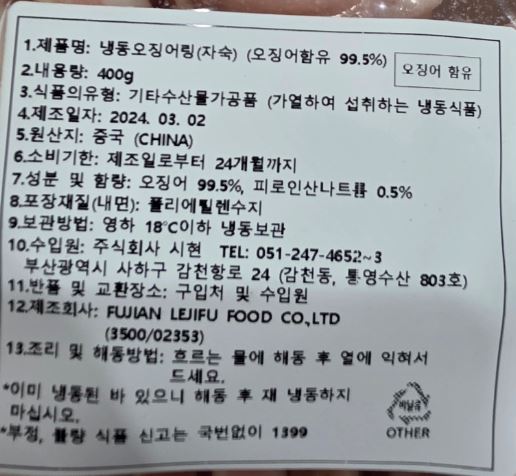 1.제품명: 냉동오징어링(자숙) (오징어함유 99.5%)
오징어 함유
2.내용량: 400g
3.식품의유형: 기타수산물가공품 (가열하여 섭취하는 냉동식품)
4.제조일자: 2024. 03. 02
5.원산지: 중국 (CHINA)
6.소비기한: 제조일로부터 24개월까지
7.성분 및 함량: 오징어 99.5%, 피로인산나트륨 0.5%
8.포장재질(내면): 폴리에틸렌수지
9.보관방법: 영하 18℃이하 냉동보관
10.수입원: 주식회사 시현 TEL: 051-247-4652~3
부산광역시 사하구 감천항로 24 (감천동, 통영수산 803호)
11.반품 및 교환장소: 구입처 및 수입원
12.제조회사: FUJIAN LEJIFU FOOD CO.,LTD
(3500/02353)
13.조리 및 해동방법: 흐르는 물에 해동 후 열에 익혀서
드세요.
*이미 냉동된 바 있으니 해동 후 재 냉동하지
마십시오.
*부정, 불량 식품 신고는 국번없이 1399
비닐류
OTHER